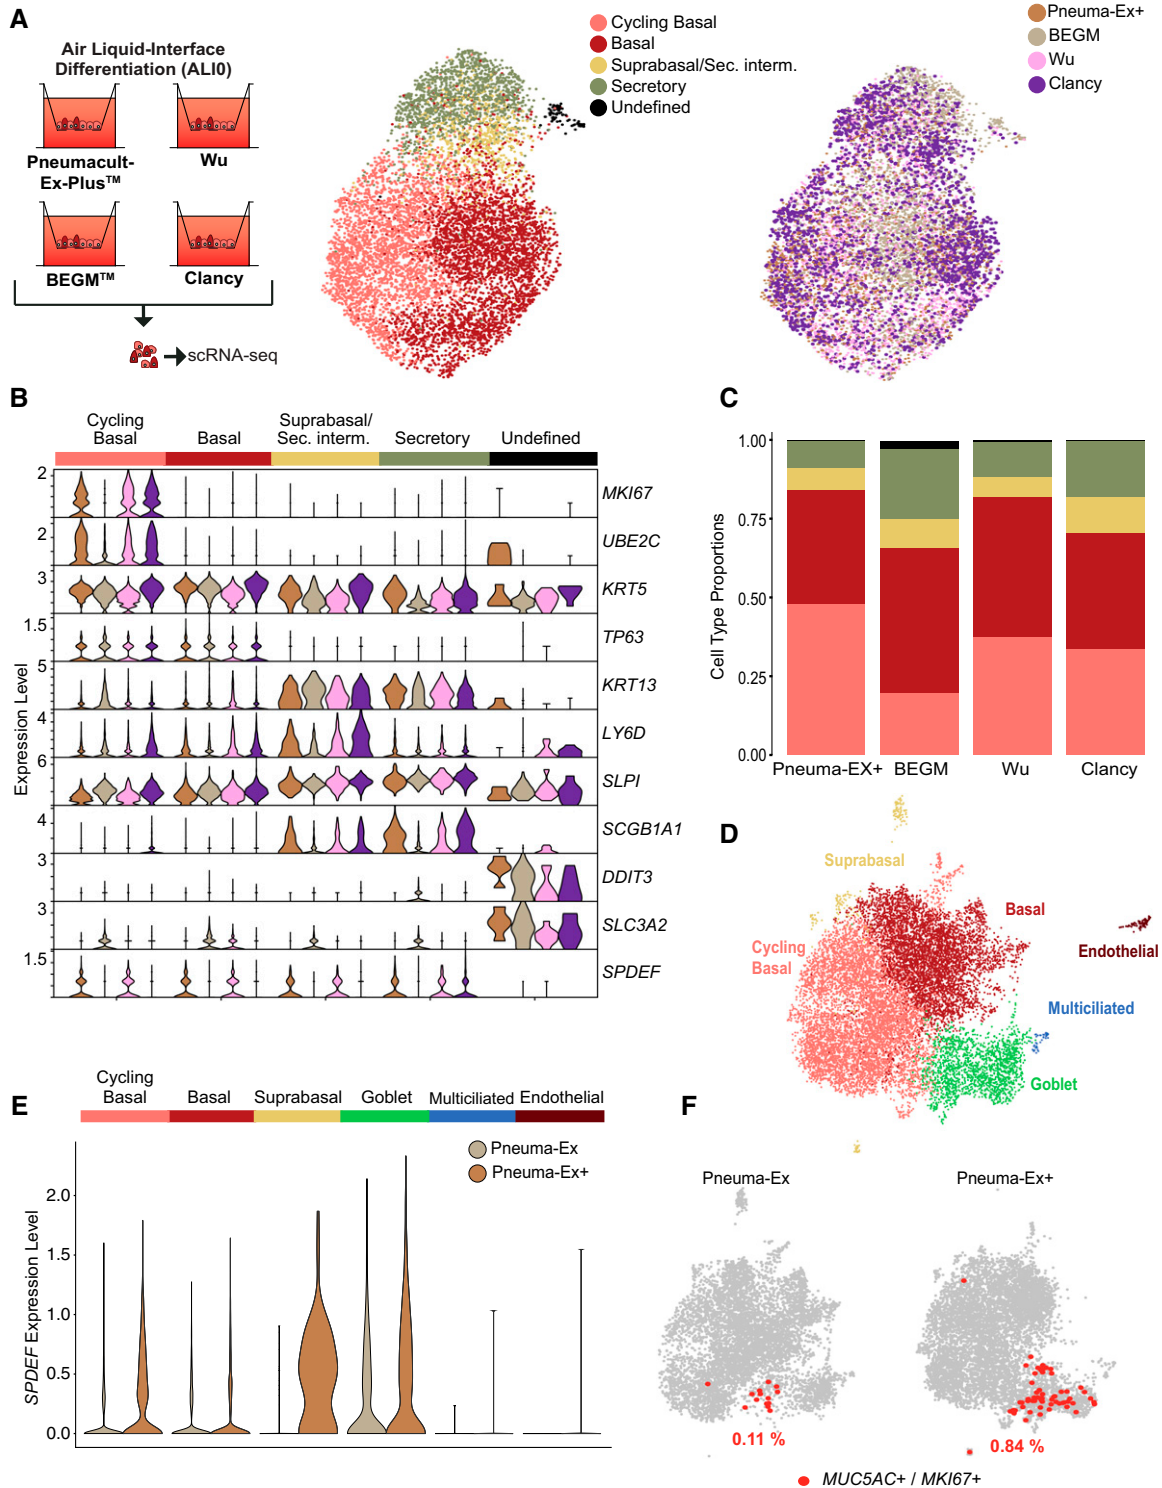 A
Air Liquid-Interface
Differentiation (ALI0)
Pneumacult-
Ex-Plus™
Wu
BEGM™
Clancy
scRNA-seq
Cycling Basal
Basal
Suprabasal/Sec. interm.
Secretory
Undefined
Pneuma-Ex+
BEGM
Wu
Clancy
B
Cycling
Basal
Basal
Suprabasal/
Sec. interm.
Secretory
Undefined
Expression Level
2
MKI67
2
UBE2C
3
KRT5
1.5
TP63
5
KRT13
4
LY6D
6
SLPI
4
SCGB1A1
3
DDIT3
3
SLC3A2
1.5
SPDEF
C
Cell Type Proportions
1.00
0.75
0.50
0.25
0.00
Pneuma-EX+
BEGM
Wu
Clancy
D
Suprabasal
Basal
Cycling
Basal
Endothelial
Multiciliated
Goblet
E
Cycling
Basal
Basal
Suprabasal
Goblet
Multiciliated
Endothelial
Pneuma-Ex
Pneuma-Ex+
SPDEF Expression Level
2.0
1.5
1.0
0.5
0.0
F
Pneuma-Ex
Pneuma-Ex+
0.11 %
0.84 %
MUC5AC+ / MKI67+